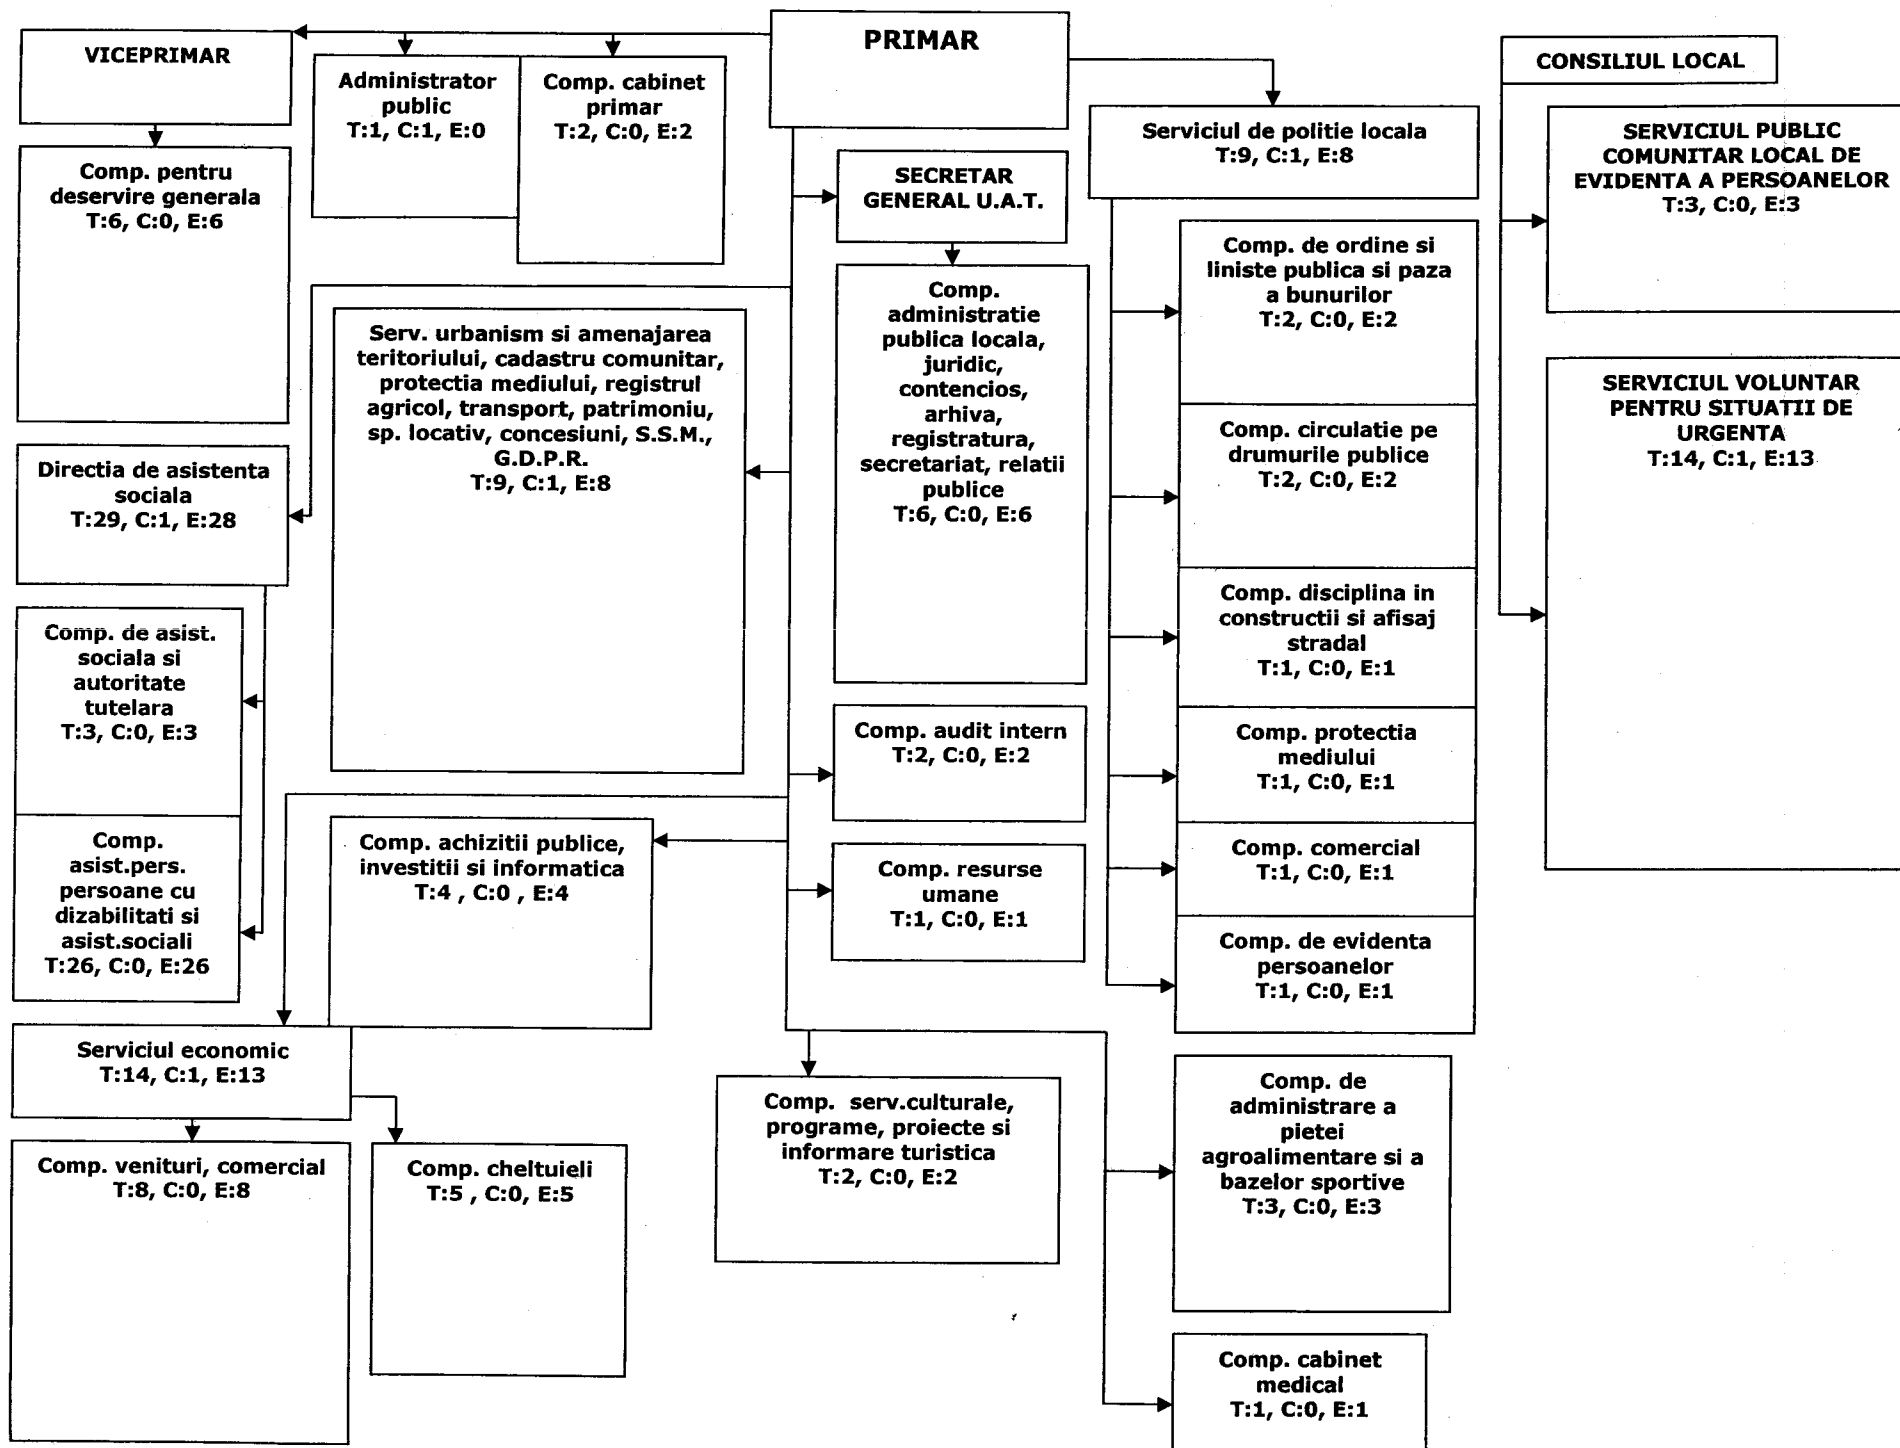 PRIMAR
VICEPRIMAR
Administrator
public
T:1, C:1, E:0
Comp. cabinet
primar
T:2, C:0, E:2
CONSILIUL LOCAL
Comp. pentru
deservire generala
T:6, C:0, E:6
SECRETAR
GENERAL U.A.T.
Serviciul de politie locala
T:9, C:1, E:8
SERVICIUL PUBLIC
COMUNITAR LOCAL DE
EVIDENTA A PERSOANELOR
T:3, C:0, E:3
Serv. urbanism si amenajarea
teritoriului, cadastru comunitar,
protectia mediului, registrul
agricol, transport, patrimoniu,
sp. locativ, concesiuni, S.S.M.,
G.D.P.R.
T:9, C:1, E:8
Comp.
administratie
publica locala,
juridic,
contencios,
arhiva,
registratura,
secretariat, relatii
publice
T:6, C:0, E:6
Comp. de ordine si
liniste publica si paza
a bunurilor
T:2, C:0, E:2
Comp. circulatie pe
drumurile publice
T:2, C:0, E:2
SERVICIUL VOLUNTAR
PENTRU SITUATII DE
URGENTA
T:14, C:1, E:13
Directia de asistenta
sociala
T:29, C:1, E:28
Comp. de asist.
sociala si
autoritate
tutelara
T:3, C:0, E:3
Comp. disciplina in
constructii si afisaj
stradal
T:1, C:0, E:1
Comp. audit intern
T:2, C:0, E:2
Comp. protectia
mediului
T:1, C:0, E:1
Comp.
asist.pers.
persoane cu
dizabilitati si
asist.sociali
T:26, C:0, E:26
Comp. achizitii publice,
investitii si informatica
T:4 , C:0 , E:4
Comp. resurse
umane
T:1, C:0, E:1
Comp. comercial
T:1, C:0, E:1
Comp. de evidenta
persoanelor
T:1, C:0, E:1
Serviciul economic
T:14, C:1, E:13
Comp. venituri, comercial
T:8, C:0, E:8
Comp. cheltuieli
T:5 , C:0, E:5
Comp. serv.culturale,
programe, proiecte si
informare turistica
T:2, C:0, E:2
Comp. de
administrare a
pietei
agroalimentare si a
bazelor sportive
T:3, C:0, E:3
Comp. cabinet
medical
T:1, C:0, E:1